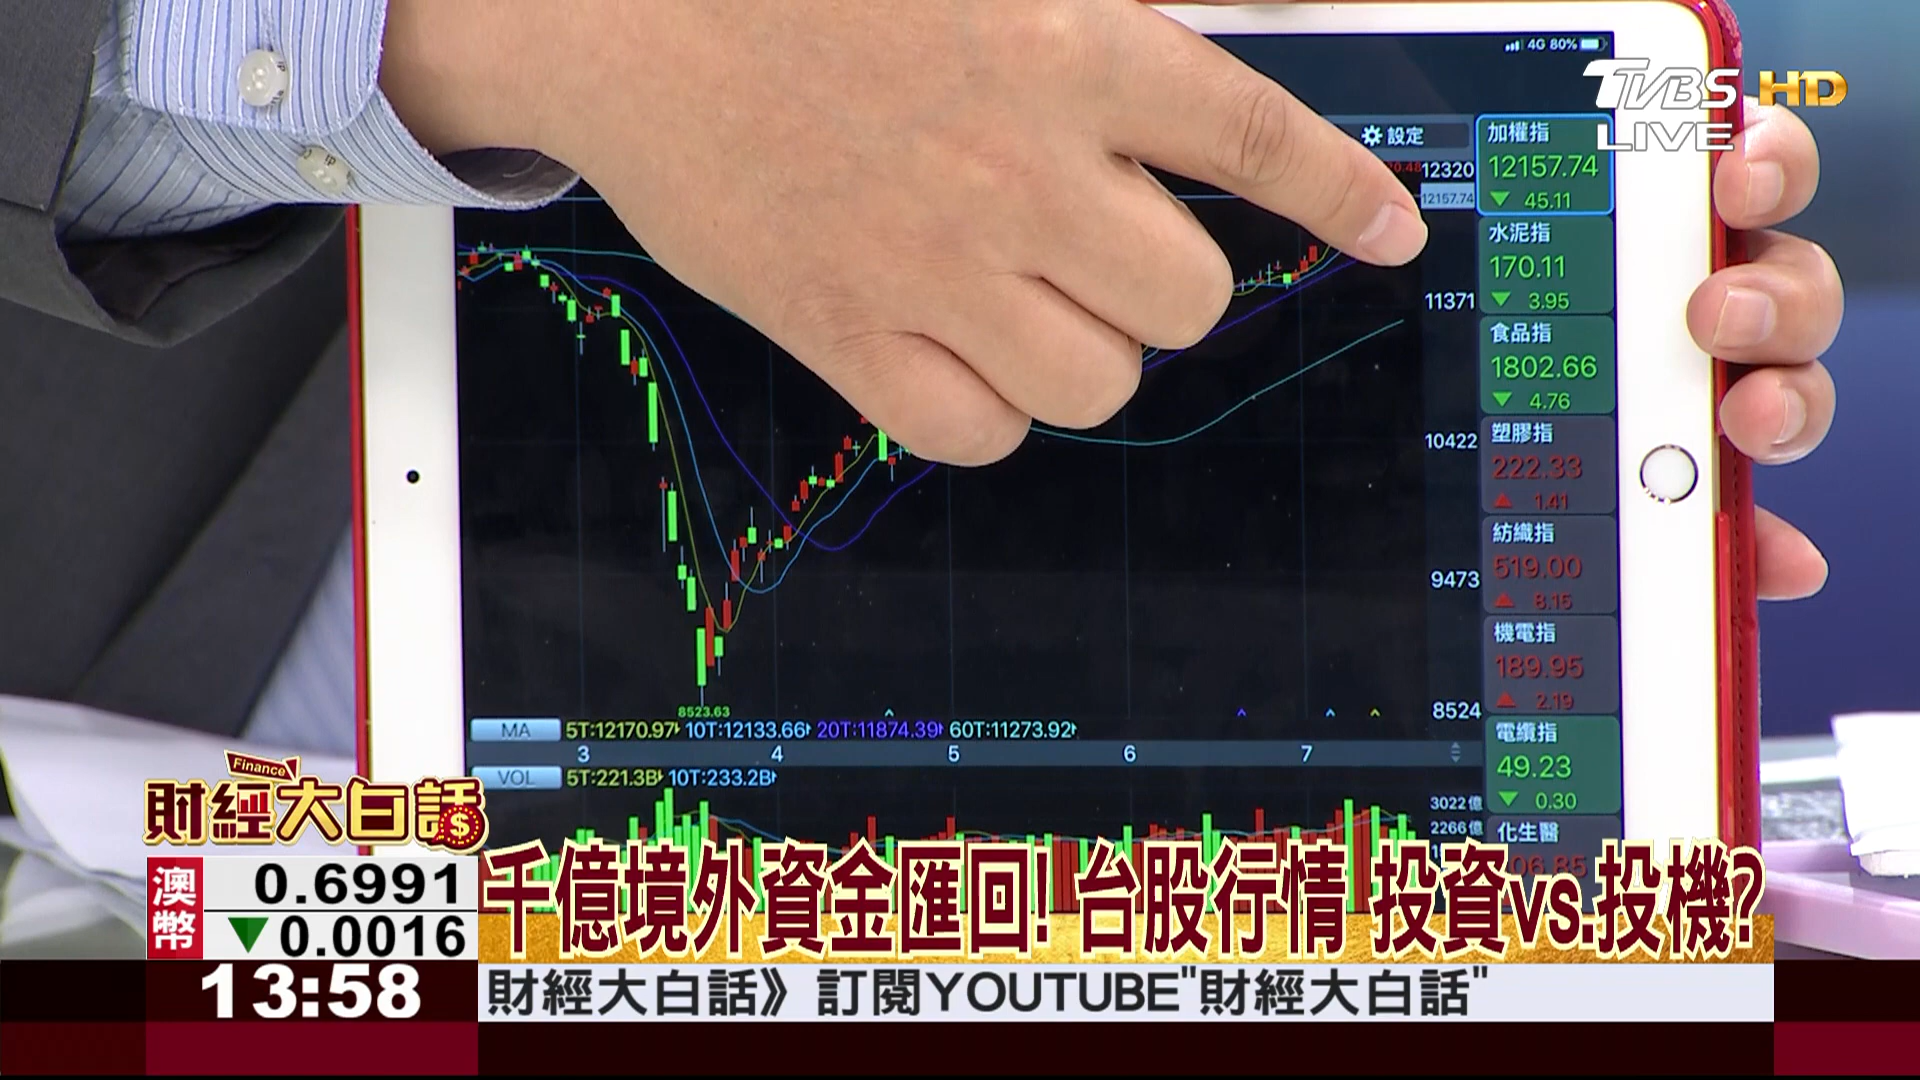 4G 80%
TVBS HD
LIVE
設定
加權指
12157.74
▼ 45.11
水泥指
170.11
▼ 3.95
食品指
1802.66
▼ 4.76
塑膠指
222.33
▲ 1.41
紡織指
519.00
▲ 8.15
機電指
189.95
▲ 2.19
電纜指
49.23
▼ 0.30
化生醫
12320
12157.74
11371
10422
9473
8524
8523.63
MA 5T:12170.97 10T:12133.66 20T:11874.39 60T:11273.92
3 4 5 6 7
VOL 5T:221.3B 10T:233.2B
3022億
2266億
Finance
財經大白話
$
千億境外資金匯回! 台股行情 投資vs.投機?
澳幣
0.6991
▼0.0016
13:58
財經大白話》訂閱YOUTUBE"財經大白話"